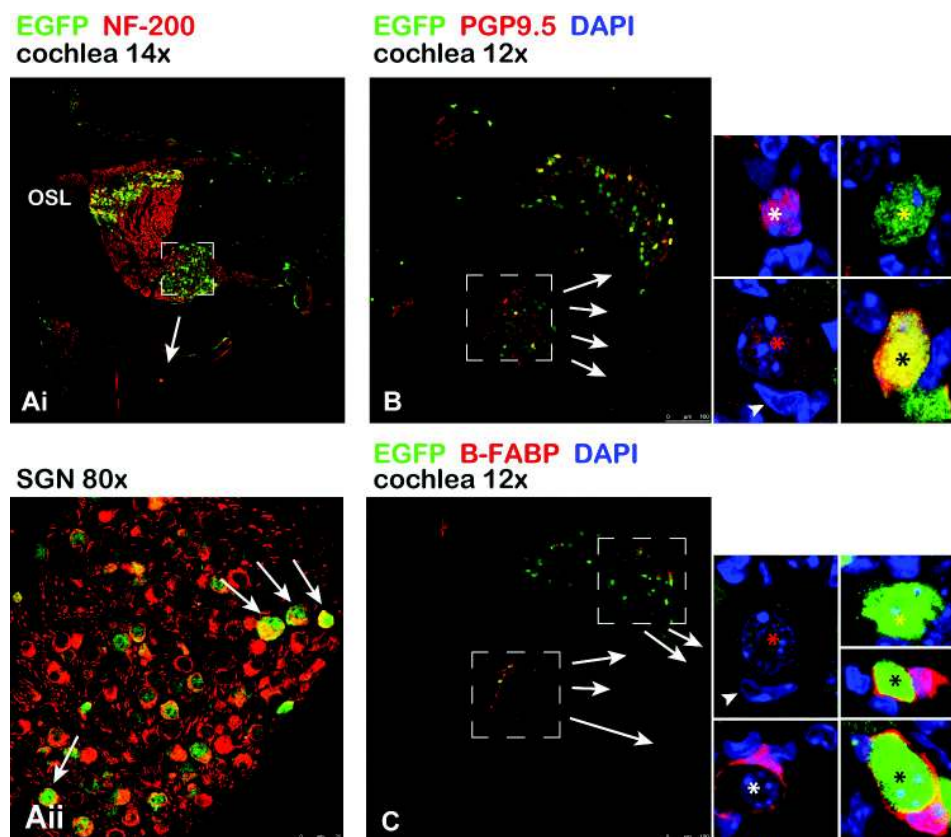 EGFP NF-200
cochlea 14x
EGFP PGP9.5 DAPI
cochlea 12x
OSL
Ai
B
SGN 80x
EGFP B-FABP DAPI
cochlea 12x
Aii
C